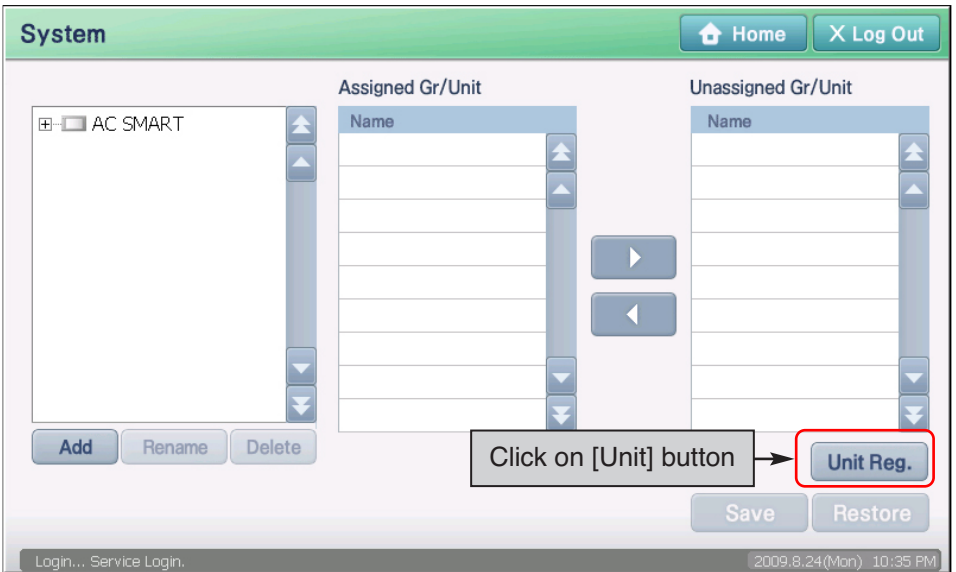 System
Home
X Log Out
Assigned Gr/Unit
Unassigned Gr/Unit
AC SMART
Name
Name
Add
Rename
Delete
Click on [Unit] button
Unit Reg.
Save
Restore
Login... Service Login.
2009.8.24(Mon) 10:35 PM